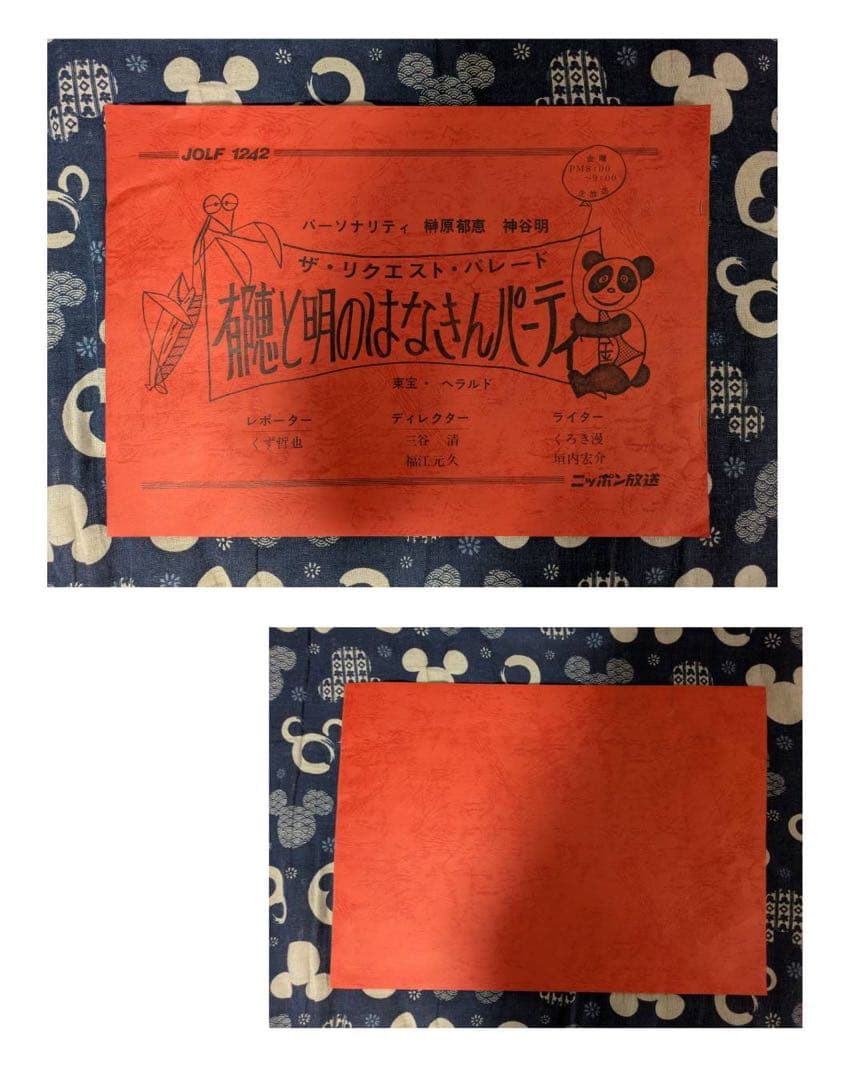 JOLF 1242
金曜
PM8:00
~9:00
生放送
パーソナリティ 榊原郁恵 神谷明
ザ・リクエスト・パレード
郁恵と明のはなきんパーティ
金
東宝・ヘラルド
レポーター ディレクター ライター
くず哲也 三谷 清 くろき漫
福江元久 垣内宏介
ニッポン放送